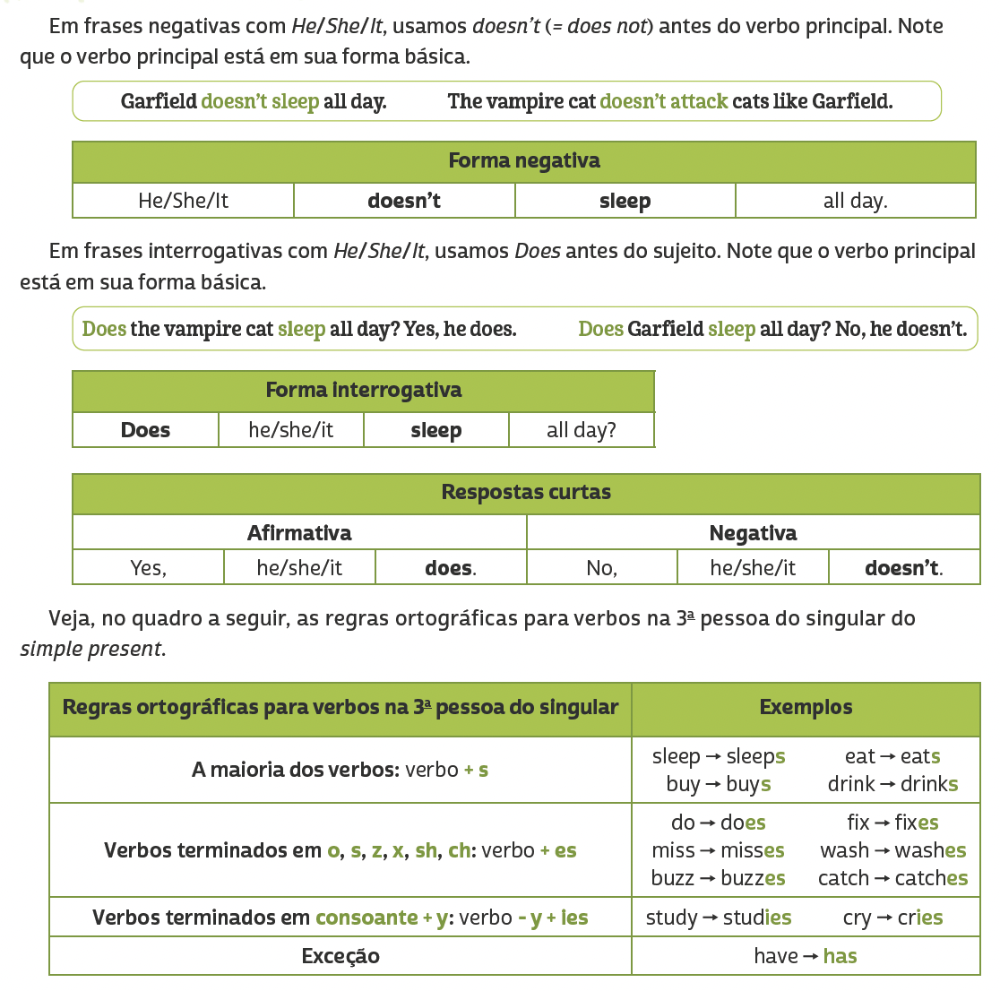 Em frases negativas com He/She/It, usamos doesn’t (= does not) antes do verbo principal. Note
que o verbo principal está em sua forma básica.
Garfield doesn’t sleep all day. The vampire cat doesn’t attack cats like Garfield.
Forma negativa
He/She/It doesn’t sleep all day.
Em frases interrogativas com He/She/It, usamos Does antes do sujeito. Note que o verbo principal
está em sua forma básica.
Does the vampire cat sleep all day? Yes, he does. Does Garfield sleep all day? No, he doesn’t.
Forma interrogativa
Does he/she/it sleep all day?
Respostas curtas
Afirmativa Negativa
Yes, he/she/it does. No, he/she/it doesn’t.
Veja, no quadro a seguir, as regras ortográficas para verbos na 3ª pessoa do singular do
simple present.
Regras ortográficas para verbos na 3ª pessoa do singular Exemplos
A maioria dos verbos: verbo + s
sleep → sleeps eat → eats
buy → buys drink → drinks
Verbos terminados em o, s, z, x, sh, ch: verbo + es
do → does fix → fixes
miss → misses wash → washes
buzz → buzzes catch → catches
Verbos terminados em consoante + y: verbo - y + ies study → studies cry → cries
Exceção have → has